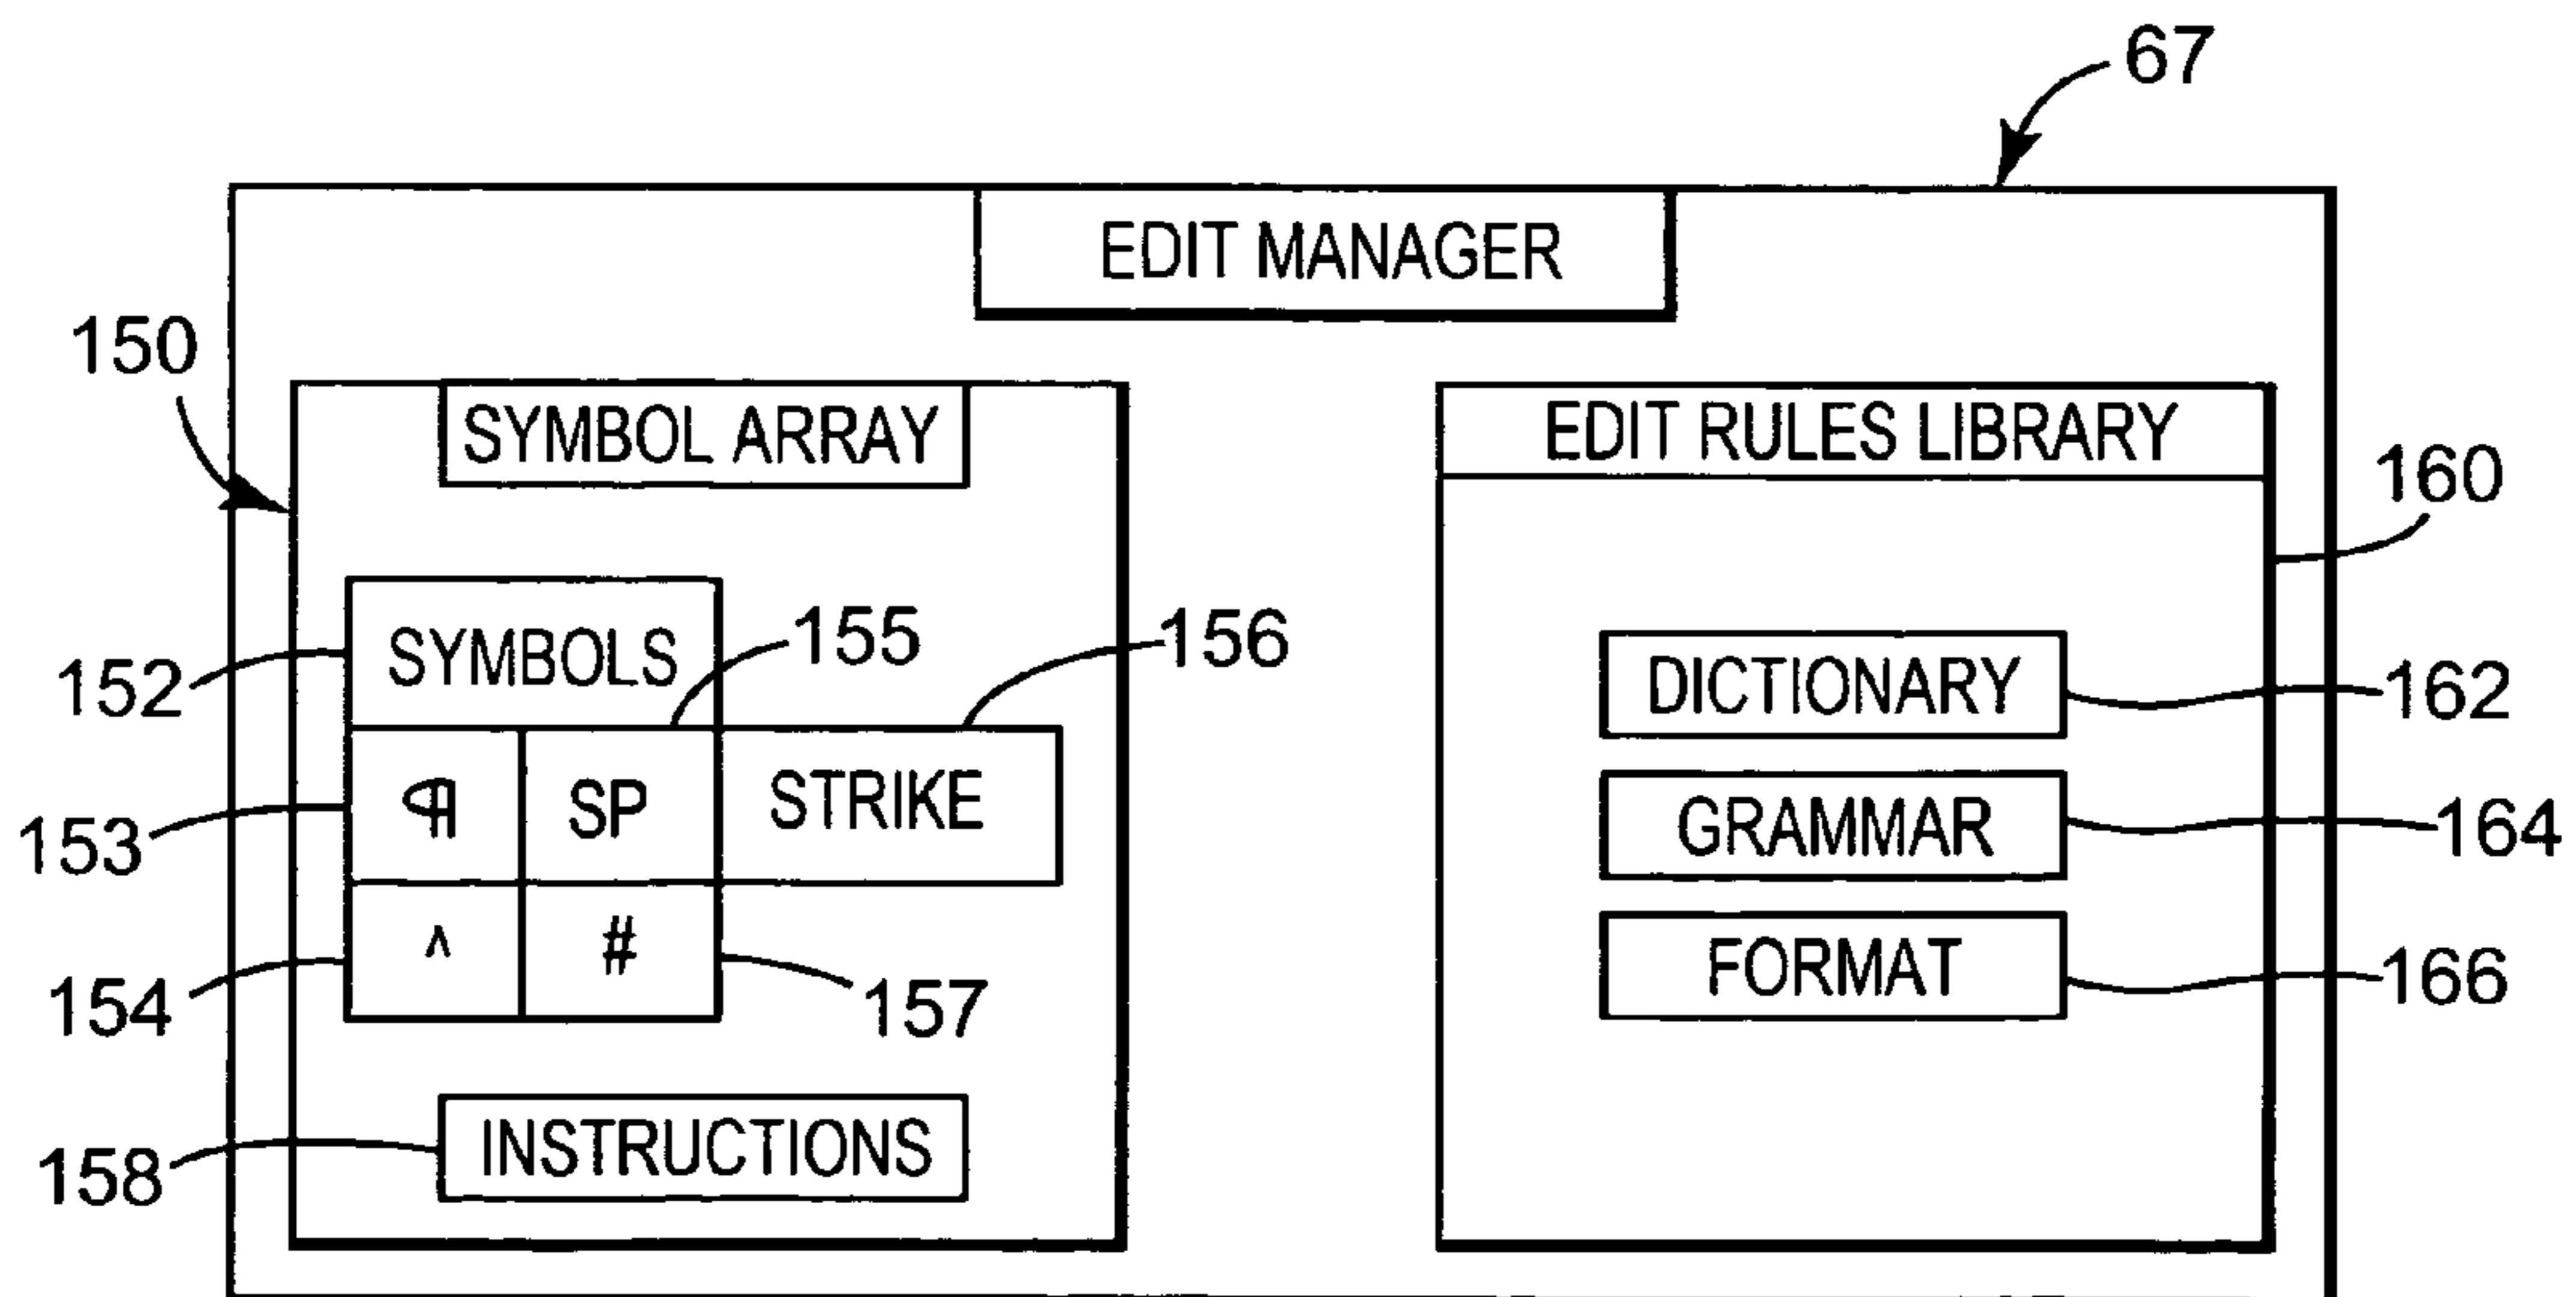 67
EDIT MANAGER
150
SYMBOL ARRAY
EDIT RULES LIBRARY
160
SYMBOLS
155
156
152
DICTIONARY
162
¶
SP
STRIKE
153
GRAMMAR
164
^
#
154
157
FORMAT
166
INSTRUCTIONS
158